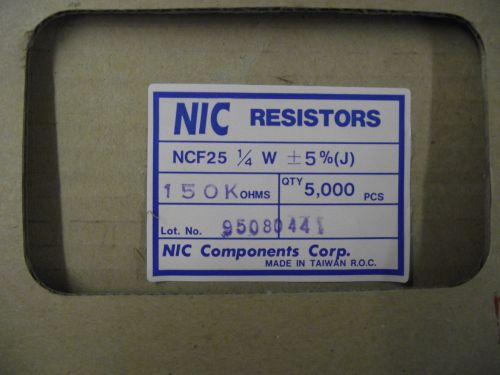 NIC RESISTORS
NCF25 1/4 W ±5%(J)
150K OHMS QTY 5,000 PCS
Lot. No. 95080441
NIC Components Corp.
MADE IN TAIWAN R.O.C.